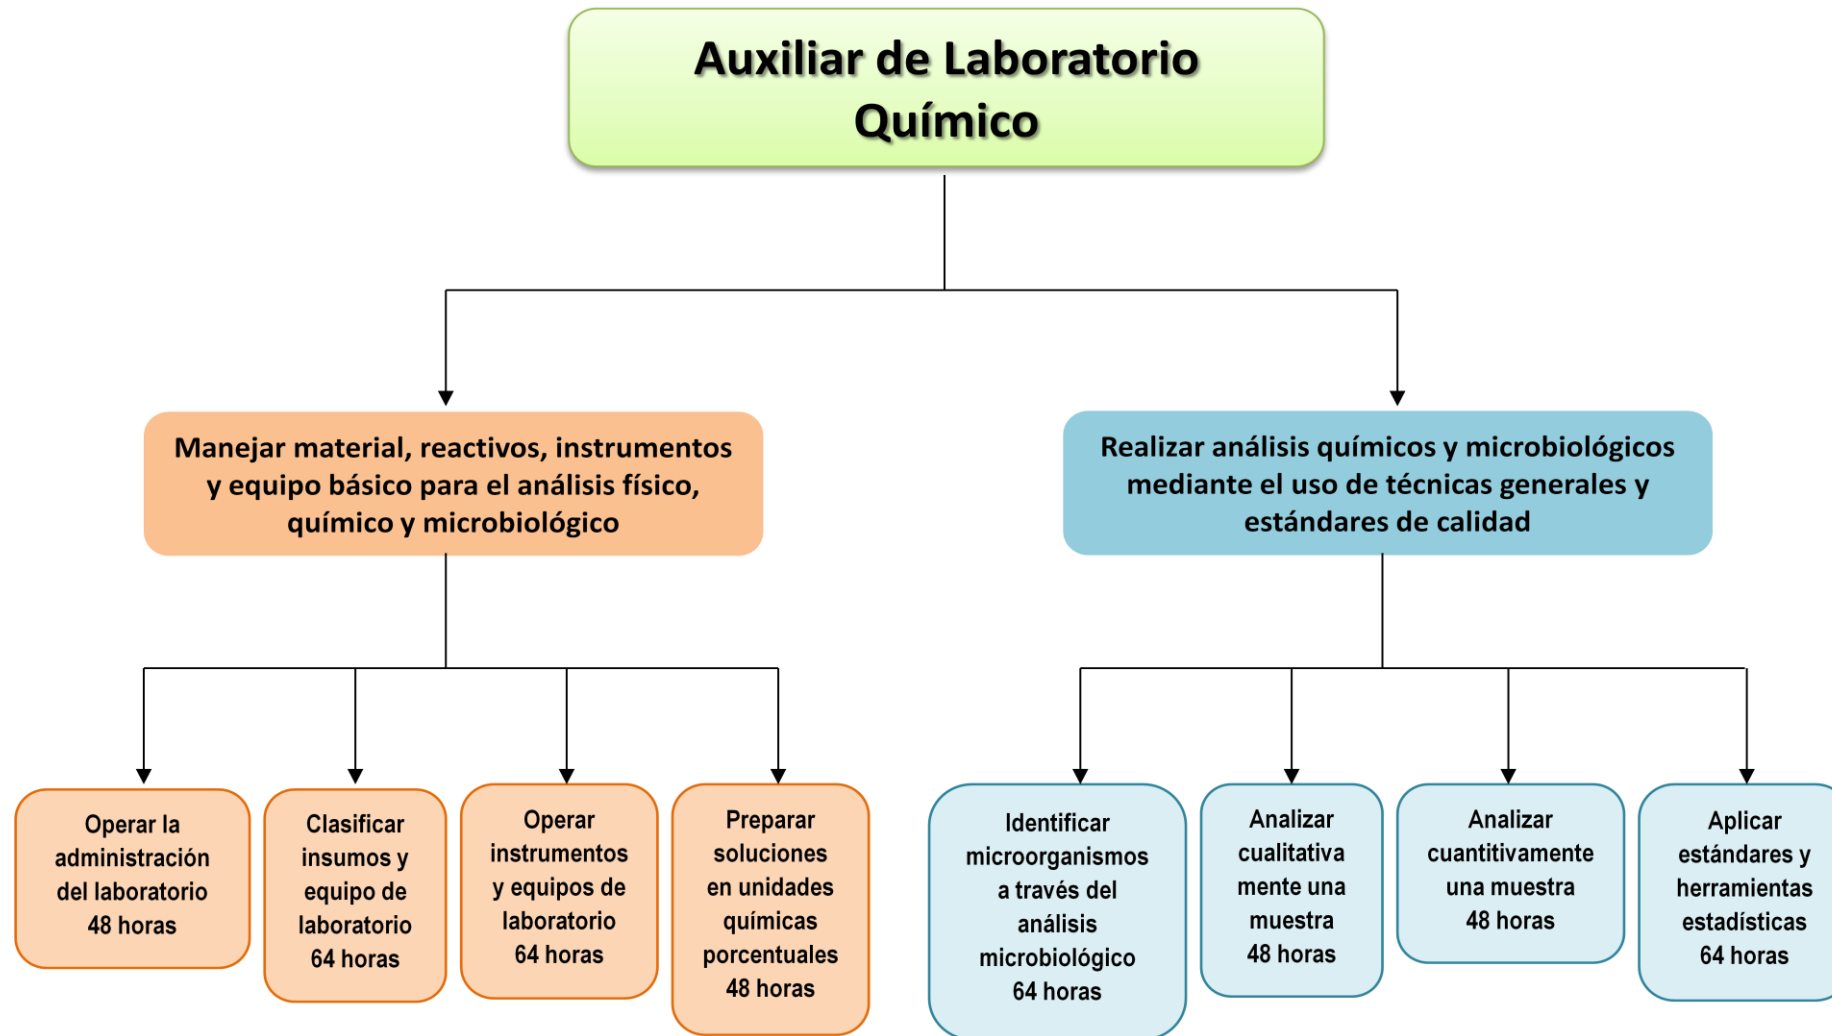 Auxiliar de Laboratorio
Químico
Manejar material, reactivos, instrumentos
y equipo básico para el análisis físico,
químico y microbiológico
Realizar análisis químicos y microbiológicos
mediante el uso de técnicas generales y
estándares de calidad
Operar la
administración
del laboratorio
48 horas
Clasificar
insumos y
equipo de
laboratorio
64 horas
Operar
instrumentos
y equipos de
laboratorio
64 horas
Preparar
soluciones
en unidades
químicas
porcentuales
48 horas
Identificar
microorganismos
a través del
análisis
microbiológico
64 horas
Analizar
cualitativa
mente una
muestra
48 horas
Analizar
cuantitivamente
una muestra
48 horas
Aplicar
estándares y
herramientas
estadísticas
64 horas